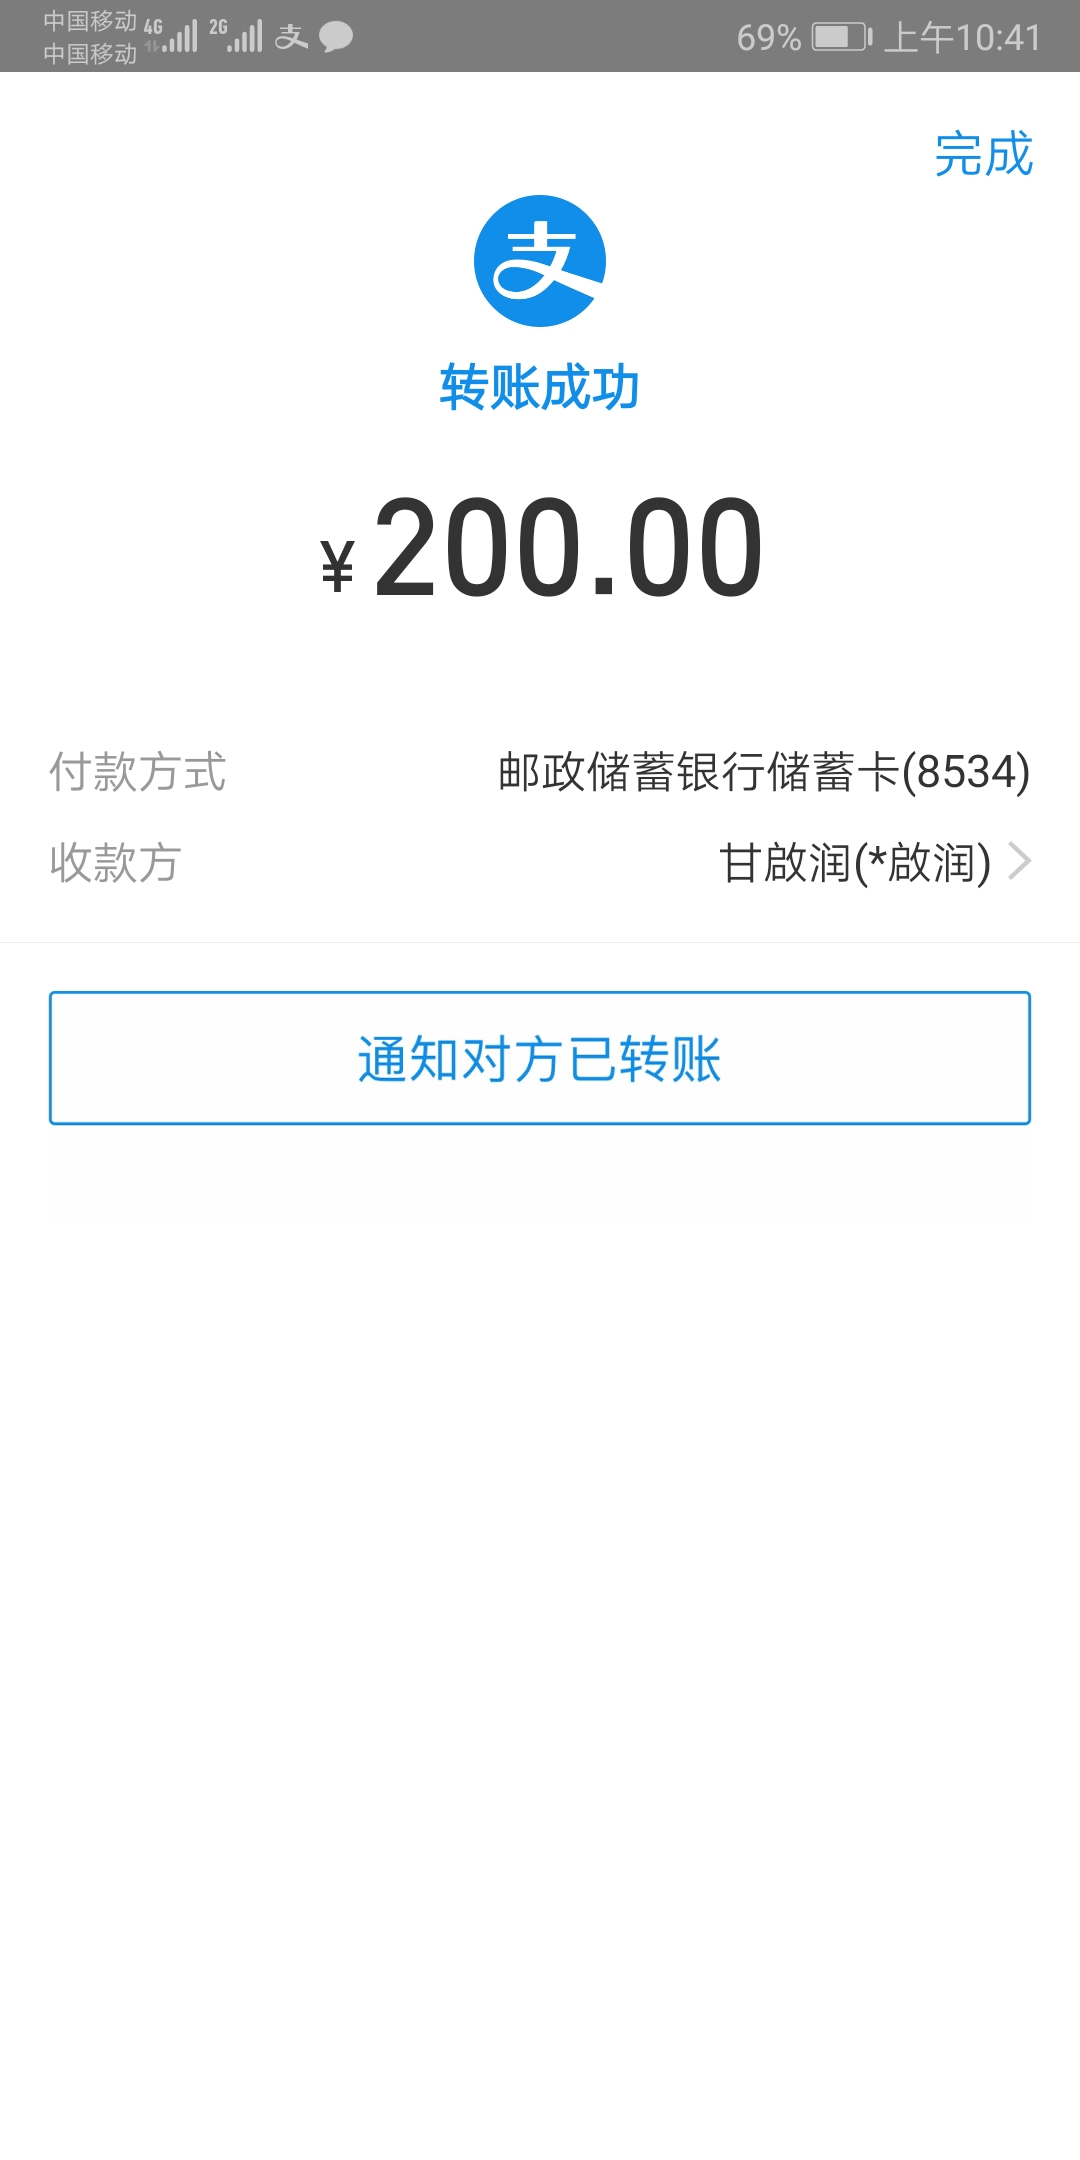 中国移动 4G 2G
中国移动
69% 上午10:41
完成
支
转账成功
¥200.00
付款方式 邮政储蓄银行储蓄卡(8534)
收款方 甘啟润(*啟润)
通知对方已转账